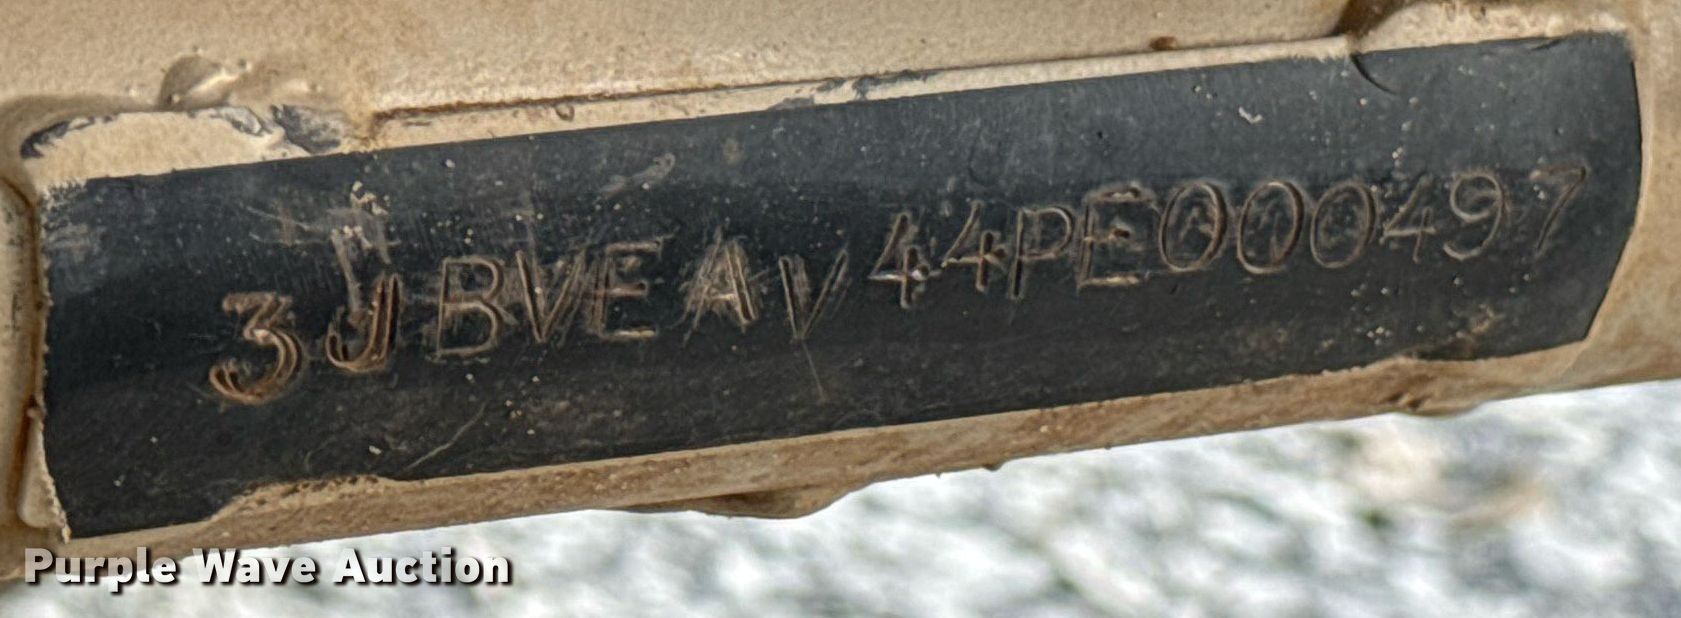 3JBVEAV44PE000497
Purple Wave Auction